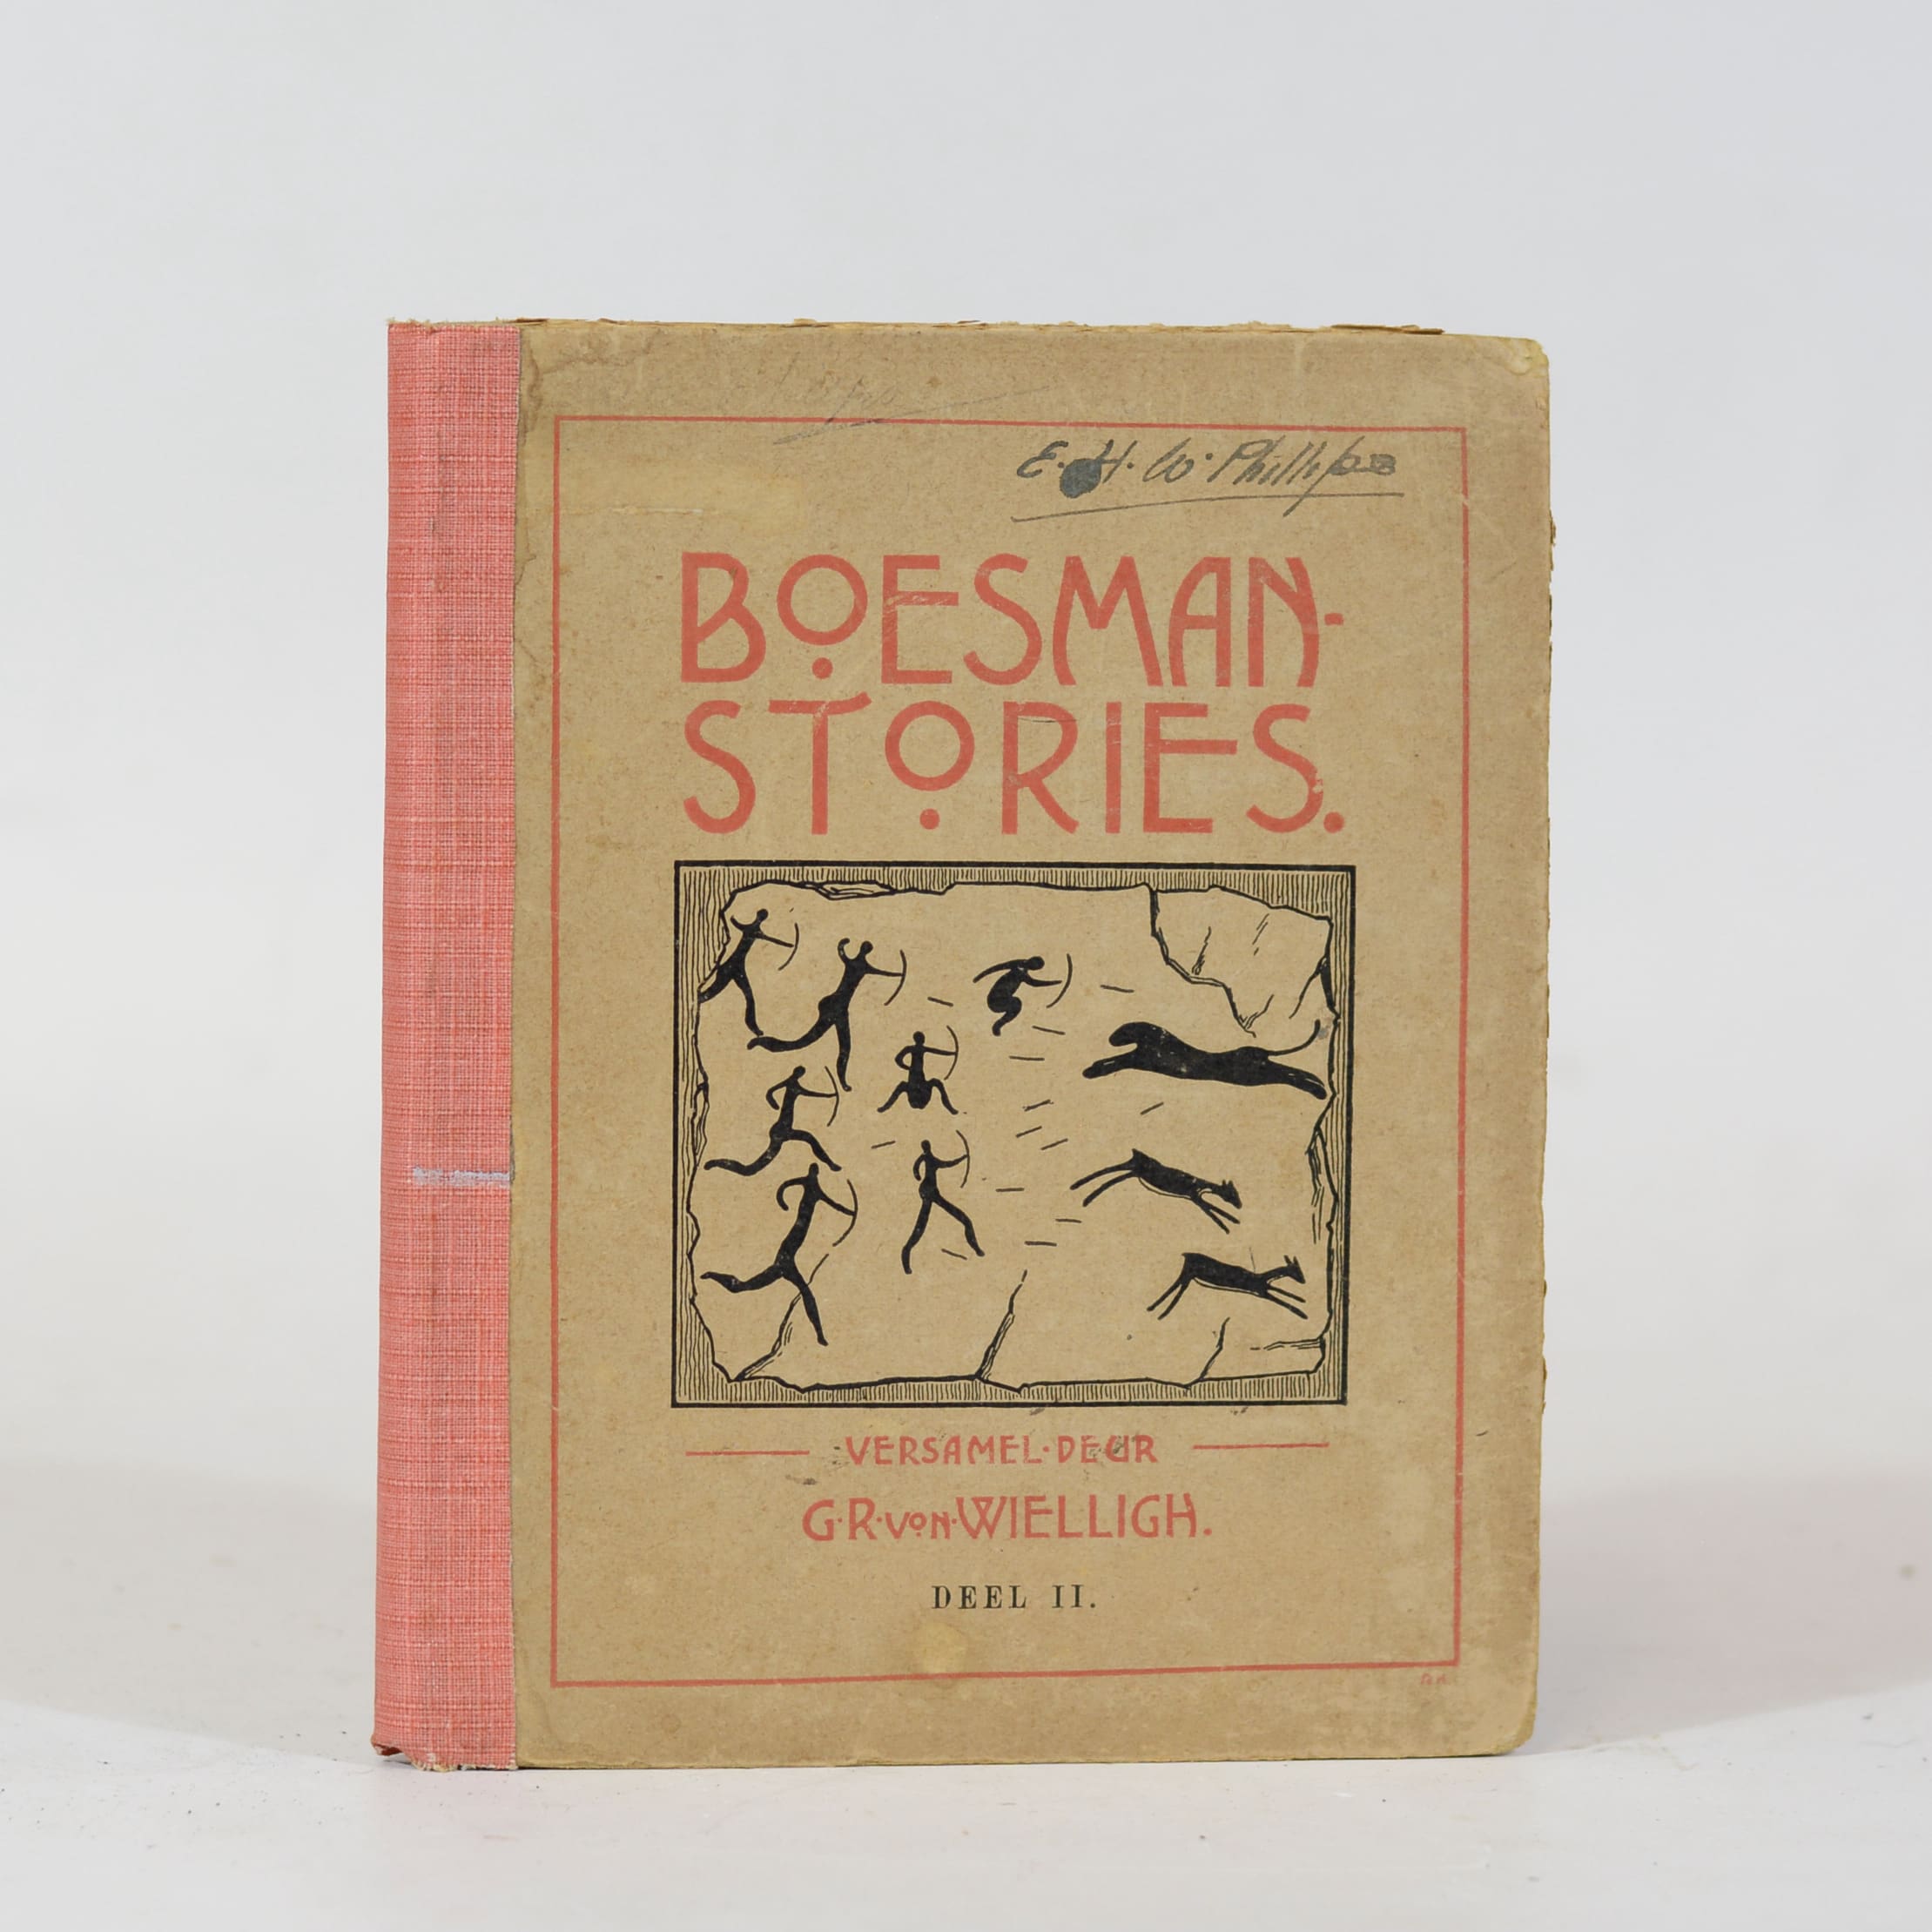 E. H. W. Phillips
BOESMAN-
STORIES.
VERSAMEL·DEUR
G·R·VON·WIELLIGH.
DEEL II.